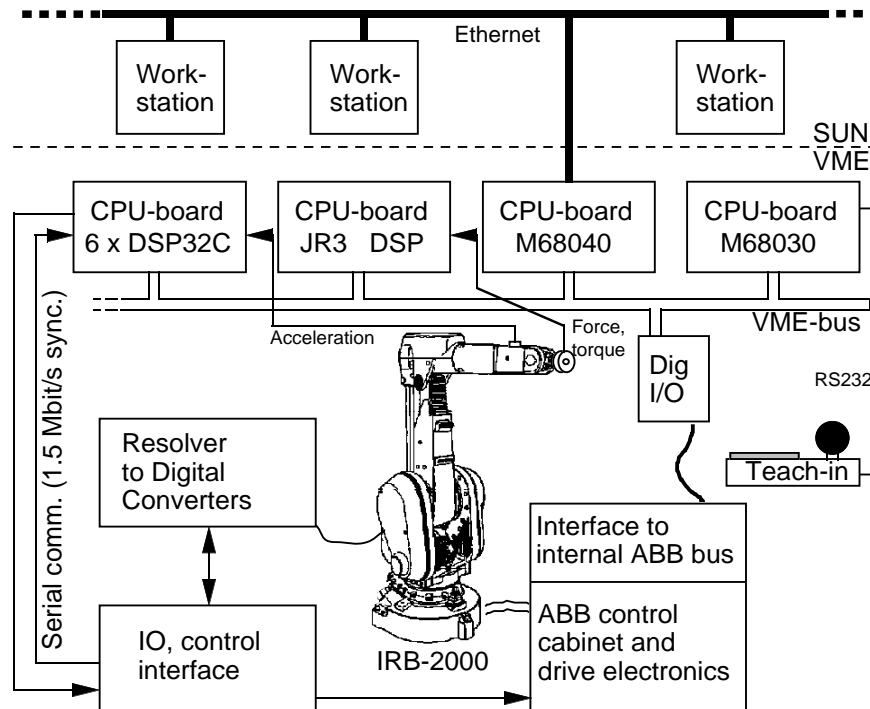 Ethernet
Work-
station
Work-
station
Work-
station
SUN
VME
CPU-board
6 x DSP32C
CPU-board
JR3 DSP
CPU-board
M68040
CPU-board
M68030
VME-bus
Acceleration
Force,
torque
Dig
I/O
RS232
Teach-in
Serial comm. (1.5 Mbit/s sync.)
Resolver
to Digital
Converters
Interface to
internal ABB bus
IO, control
interface
IRB-2000
ABB control
cabinet and
drive electronics